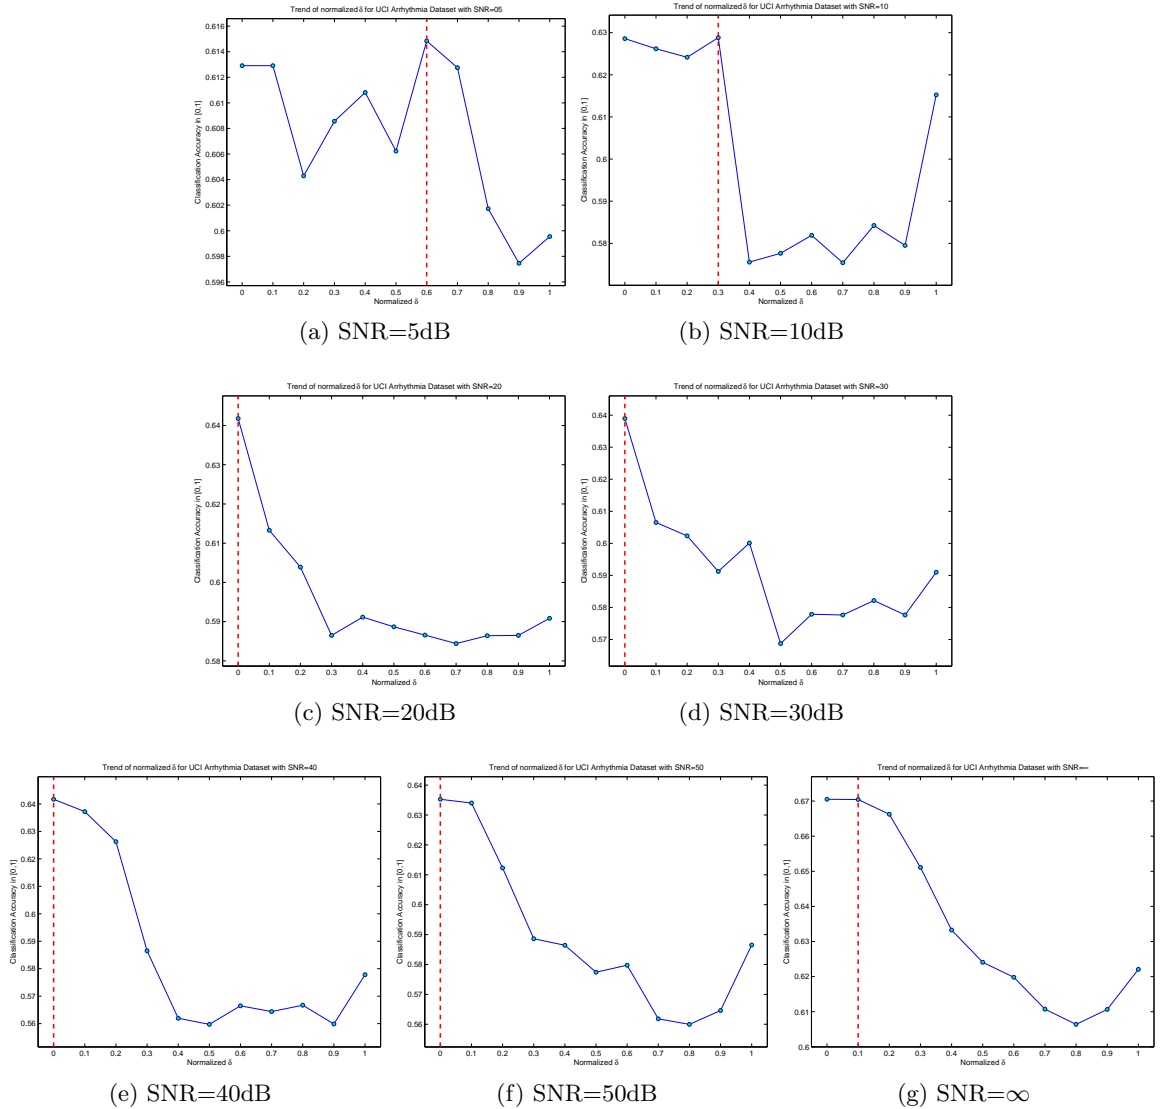 Trend of normalized δ for UCI Arrhythmia Dataset with SNR=05
Classification Accuracy in [0,1]
0.616
0.614
0.612
0.61
0.608
0.606
0.604
0.602
0.6
0.598
0.596
0 0.1 0.2 0.3 0.4 0.5 0.6 0.7 0.8 0.9 1
Normalized δ
(a) SNR=5dB
Trend of normalized δ for UCI Arrhythmia Dataset with SNR=10
Classification Accuracy in [0,1]
0.63
0.62
0.61
0.6
0.59
0.58
0 0.1 0.2 0.3 0.4 0.5 0.6 0.7 0.8 0.9 1
Normalized δ
(b) SNR=10dB
Trend of normalized δ for UCI Arrhythmia Dataset with SNR=20
Classification Accuracy in [0,1]
0.64
0.63
0.62
0.61
0.6
0.59
0.58
0 0.1 0.2 0.3 0.4 0.5 0.6 0.7 0.8 0.9 1
Normalized δ
(c) SNR=20dB
Trend of normalized δ for UCI Arrhythmia Dataset with SNR=30
Classification Accuracy in [0,1]
0.64
0.63
0.62
0.61
0.6
0.59
0.58
0.57
0 0.1 0.2 0.3 0.4 0.5 0.6 0.7 0.8 0.9 1
Normalized δ
(d) SNR=30dB
Trend of normalized δ for UCI Arrhythmia Dataset with SNR=40
Classification Accuracy in [0,1]
0.64
0.63
0.62
0.61
0.6
0.59
0.58
0.57
0.56
0 0.1 0.2 0.3 0.4 0.5 0.6 0.7 0.8 0.9 1
Normalized δ
(e) SNR=40dB
Trend of normalized δ for UCI Arrhythmia Dataset with SNR=50
Classification Accuracy in [0,1]
0.64
0.63
0.62
0.61
0.6
0.59
0.58
0.57
0.56
0 0.1 0.2 0.3 0.4 0.5 0.6 0.7 0.8 0.9 1
Normalized δ
(f) SNR=50dB
Trend of normalized δ for UCI Arrhythmia Dataset with SNR=∞
Classification Accuracy in [0,1]
0.67
0.66
0.65
0.64
0.63
0.62
0.61
0.6
0 0.1 0.2 0.3 0.4 0.5 0.6 0.7 0.8 0.9 1
Normalized δ
(g) SNR=∞